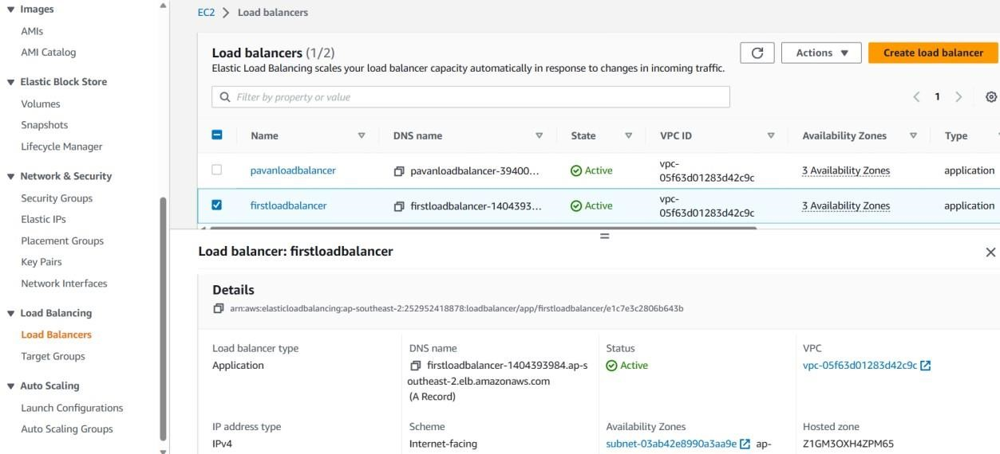 Images
AMIs
AMI Catalog
Elastic Block Store
Volumes
Snapshots
Lifecycle Manager
Network & Security
Security Groups
Elastic IPs
Placement Groups
Key Pairs
Network Interfaces
Load Balancing
Load Balancers
Target Groups
Auto Scaling
Launch Configurations
Auto Scaling Groups
EC2 > Load balancers
Load balancers (1/2)
Elastic Load Balancing scales your load balancer capacity automatically in response to changes in incoming traffic.
Actions
Create load balancer
Filter by property or value
1
Name DNS name State VPC ID Availability Zones Type
pavanloadbalancer pavanloadbalancer-39400... Active vpc-
05f63d01283d42c9c 3 Availability Zones application
firstloadbalancer firstloadbalancer-1404393... Active vpc-
05f63d01283d42c9c 3 Availability Zones application
Load balancer: firstloadbalancer
Details
arn:aws:elasticloadbalancing:ap-southeast-2:252952418878:loadbalancer/app/firstloadbalancer/e1c7e3c2806b643b
Load balancer type
Application
DNS name
firstloadbalancer-1404393984.ap-s
outheast-2.elb.amazonaws.com
(A Record)
Status
Active
VPC
vpc-05f63d01283d42c9c
IP address type
IPv4
Scheme
Internet-facing
Availability Zones
subnet-03ab42e8990a3aa9e ap-
Hosted zone
Z1GM3OXH4ZPM65